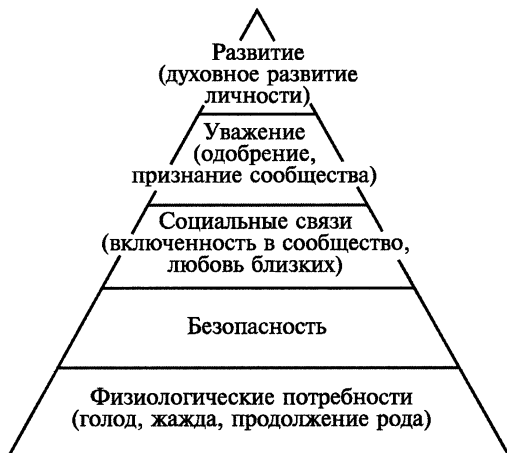 Развитие
(духовное развитие
личности)
Уважение
(одобрение,
признание сообщества)
Социальные связи
(включенность в сообщество,
любовь близких)
Безопасность
Физиологические потребности
(голод, жажда, продолжение рода)